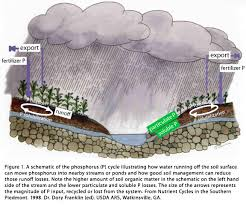 export
fertilizer P
export
fertilizer P
runoff
particulate P
soluble P
Figure 1. A schematic of the phosphorus (P) cycle illustrating how water running off the soil surface
can move phosphorus into nearby streams or ponds and how good soil management can reduce
those runoff losses. Note the higher amount of soil organic matter in the schematic on the left hand
side of the stream and the lower particulate and soluble P losses. The size of the arrows represents
the magnitude of P input, recycled or lost from the system. From Nutrient Cycles in the Southern
Piedmont. 1998. Dr. Dory Franklin (ed). USDA ARS, Watkinsville, GA.